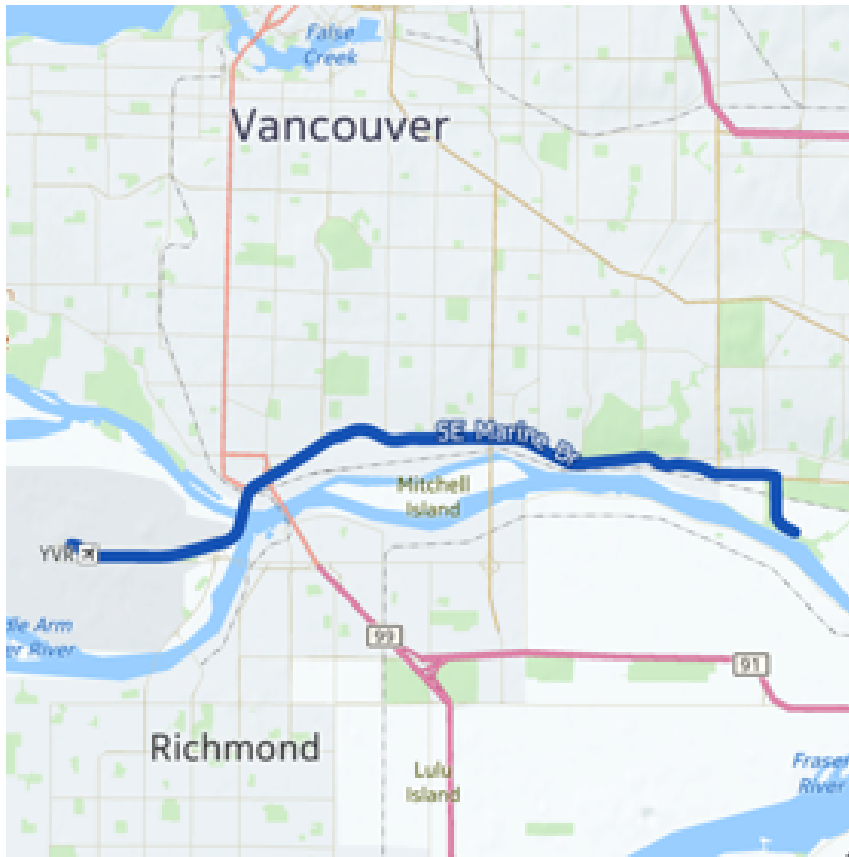 False
Creek
Vancouver
SE Marine Dr
Mitchell
Island
YVR
dle Arm
er River
99
91
Richmond
Lulu
Island
Fraser
River